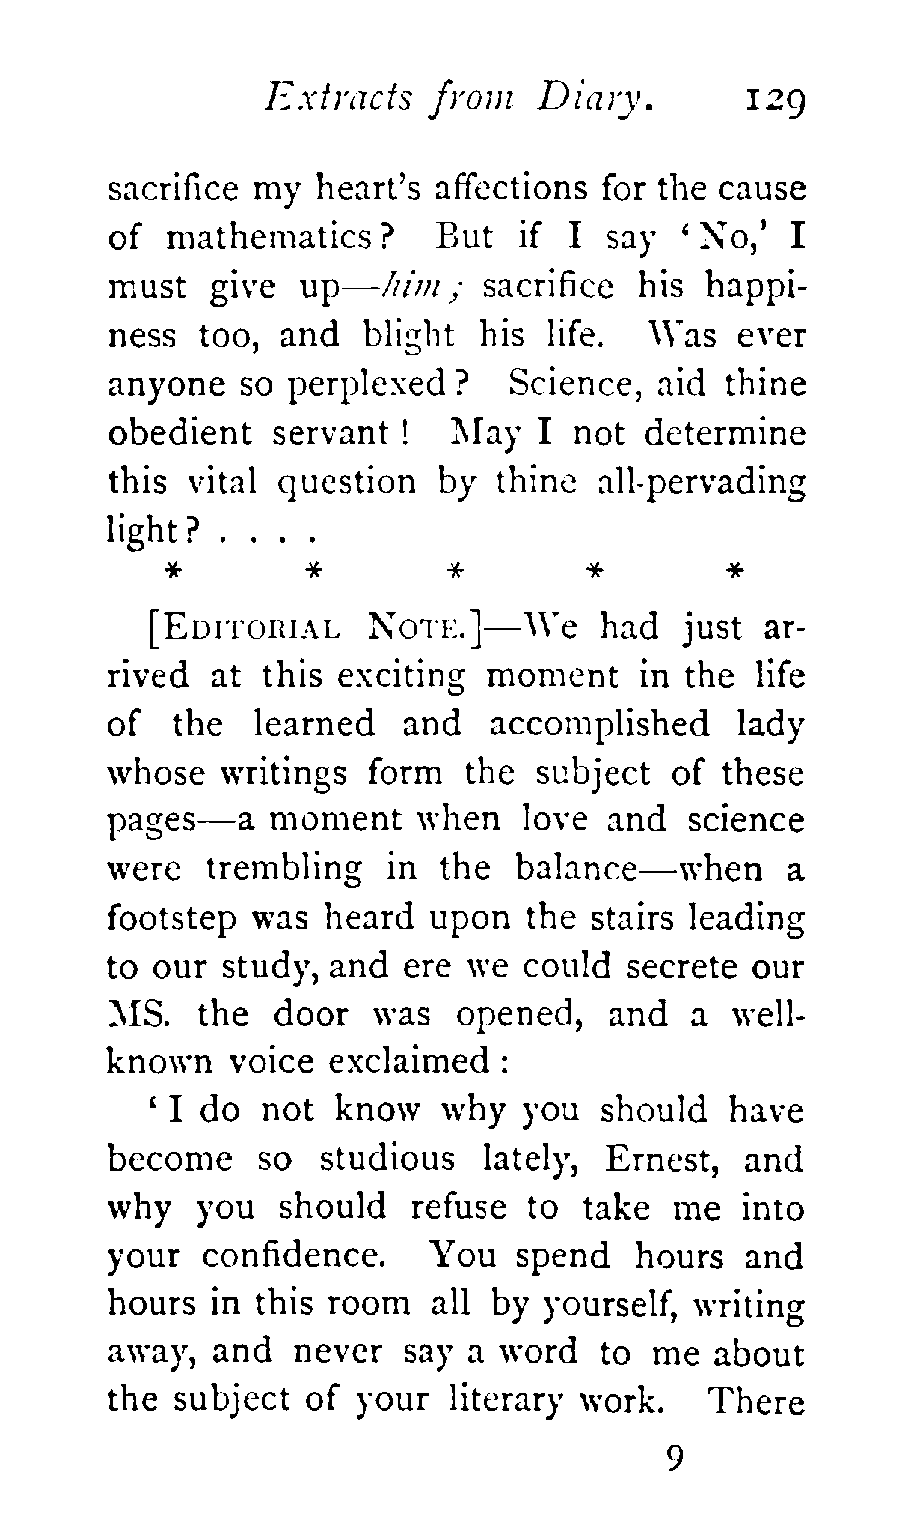 Extracts from Diary. 129
sacrifice my heart's affections for the cause
of mathematics? But if I say 'No,' I
must give up—him; sacrifice his happi-
ness too, and blight his life. Was ever
anyone so perplexed? Science, aid thine
obedient servant! May I not determine
this vital question by thine all-pervading
light? . . . .
* * * * *
[EDITORIAL NOTE.]—We had just ar-
rived at this exciting moment in the life
of the learned and accomplished lady
whose writings form the subject of these
pages—a moment when love and science
were trembling in the balance—when a
footstep was heard upon the stairs leading
to our study, and ere we could secrete our
MS. the door was opened, and a well-
known voice exclaimed :
'I do not know why you should have
become so studious lately, Ernest, and
why you should refuse to take me into
your confidence. You spend hours and
hours in this room all by yourself, writing
away, and never say a word to me about
the subject of your literary work. There
9